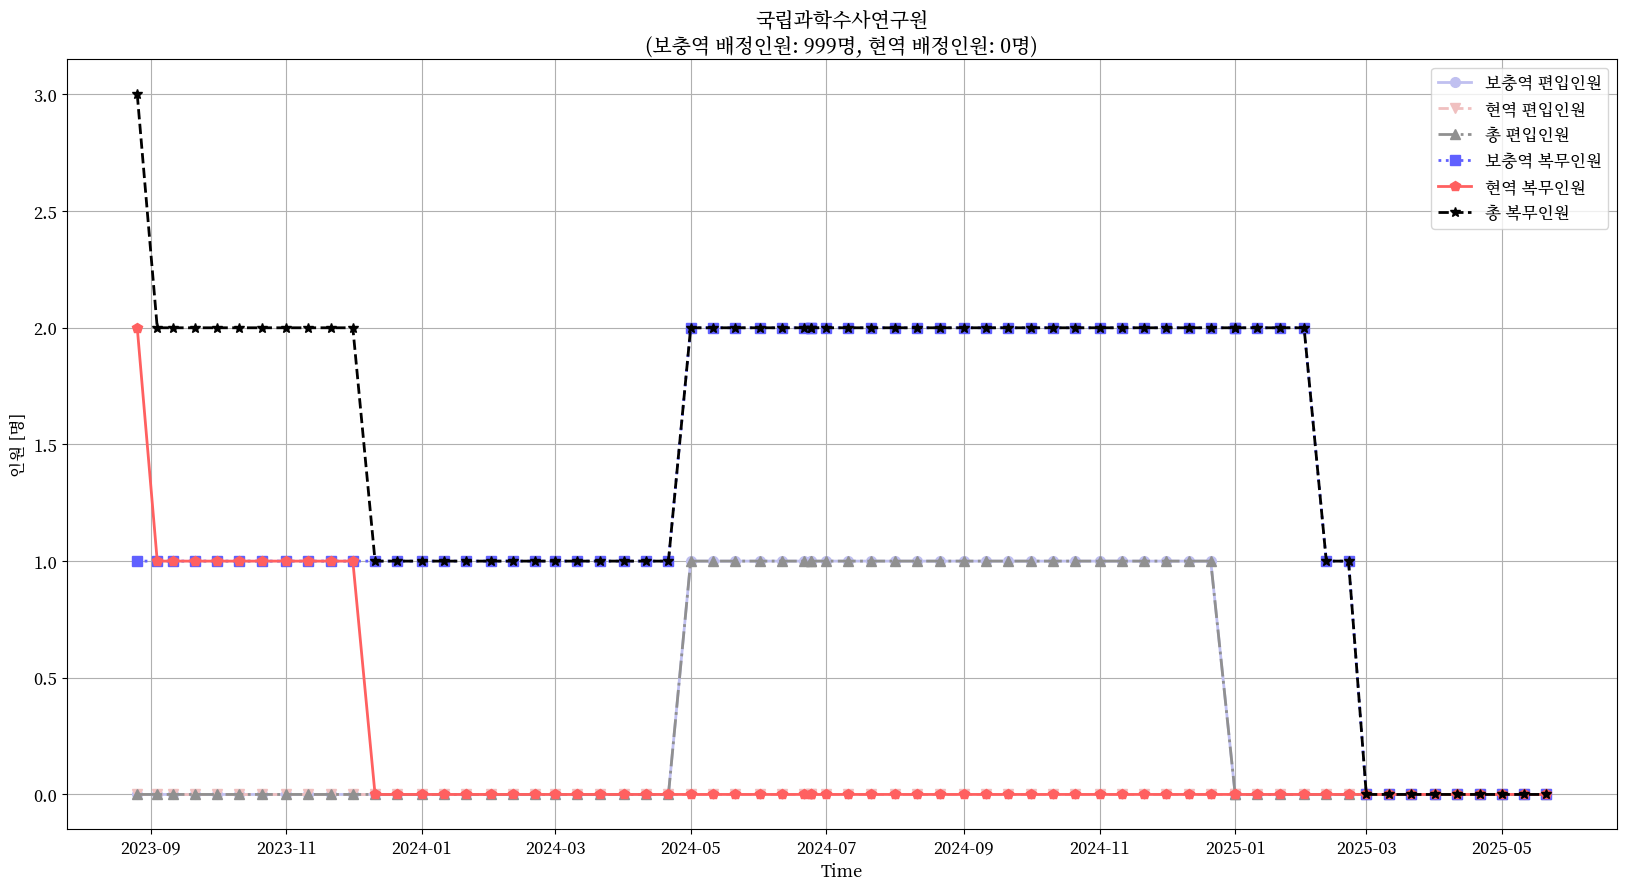 국립과학수사연구원
(보충역 배정인원: 999명, 현역 배정인원: 0명)
보충역 편입인원
현역 편입인원
총 편입인원
보충역 복무인원
현역 복무인원
총 복무인원
인원 [명]
3.0
2.5
2.0
1.5
1.0
0.5
0.0
2023-09
2023-11
2024-01
2024-03
2024-05
2024-07
2024-09
2024-11
2025-01
2025-03
2025-05
Time